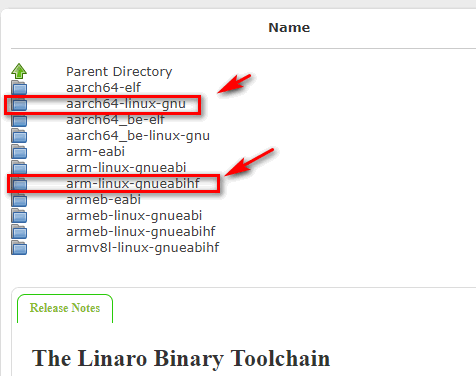 Name
Parent Directory
aarch64-elf
aarch64-linux-gnu
aarch64_be-elf
aarch64_be-linux-gnu
arm-eabi
arm-linux-gnueabi
arm-linux-gnueabihf
armeb-eabi
armeb-linux-gnueabi
armeb-linux-gnueabihf
armv8l-linux-gnueabihf
Release Notes
The Linaro Binary Toolchain